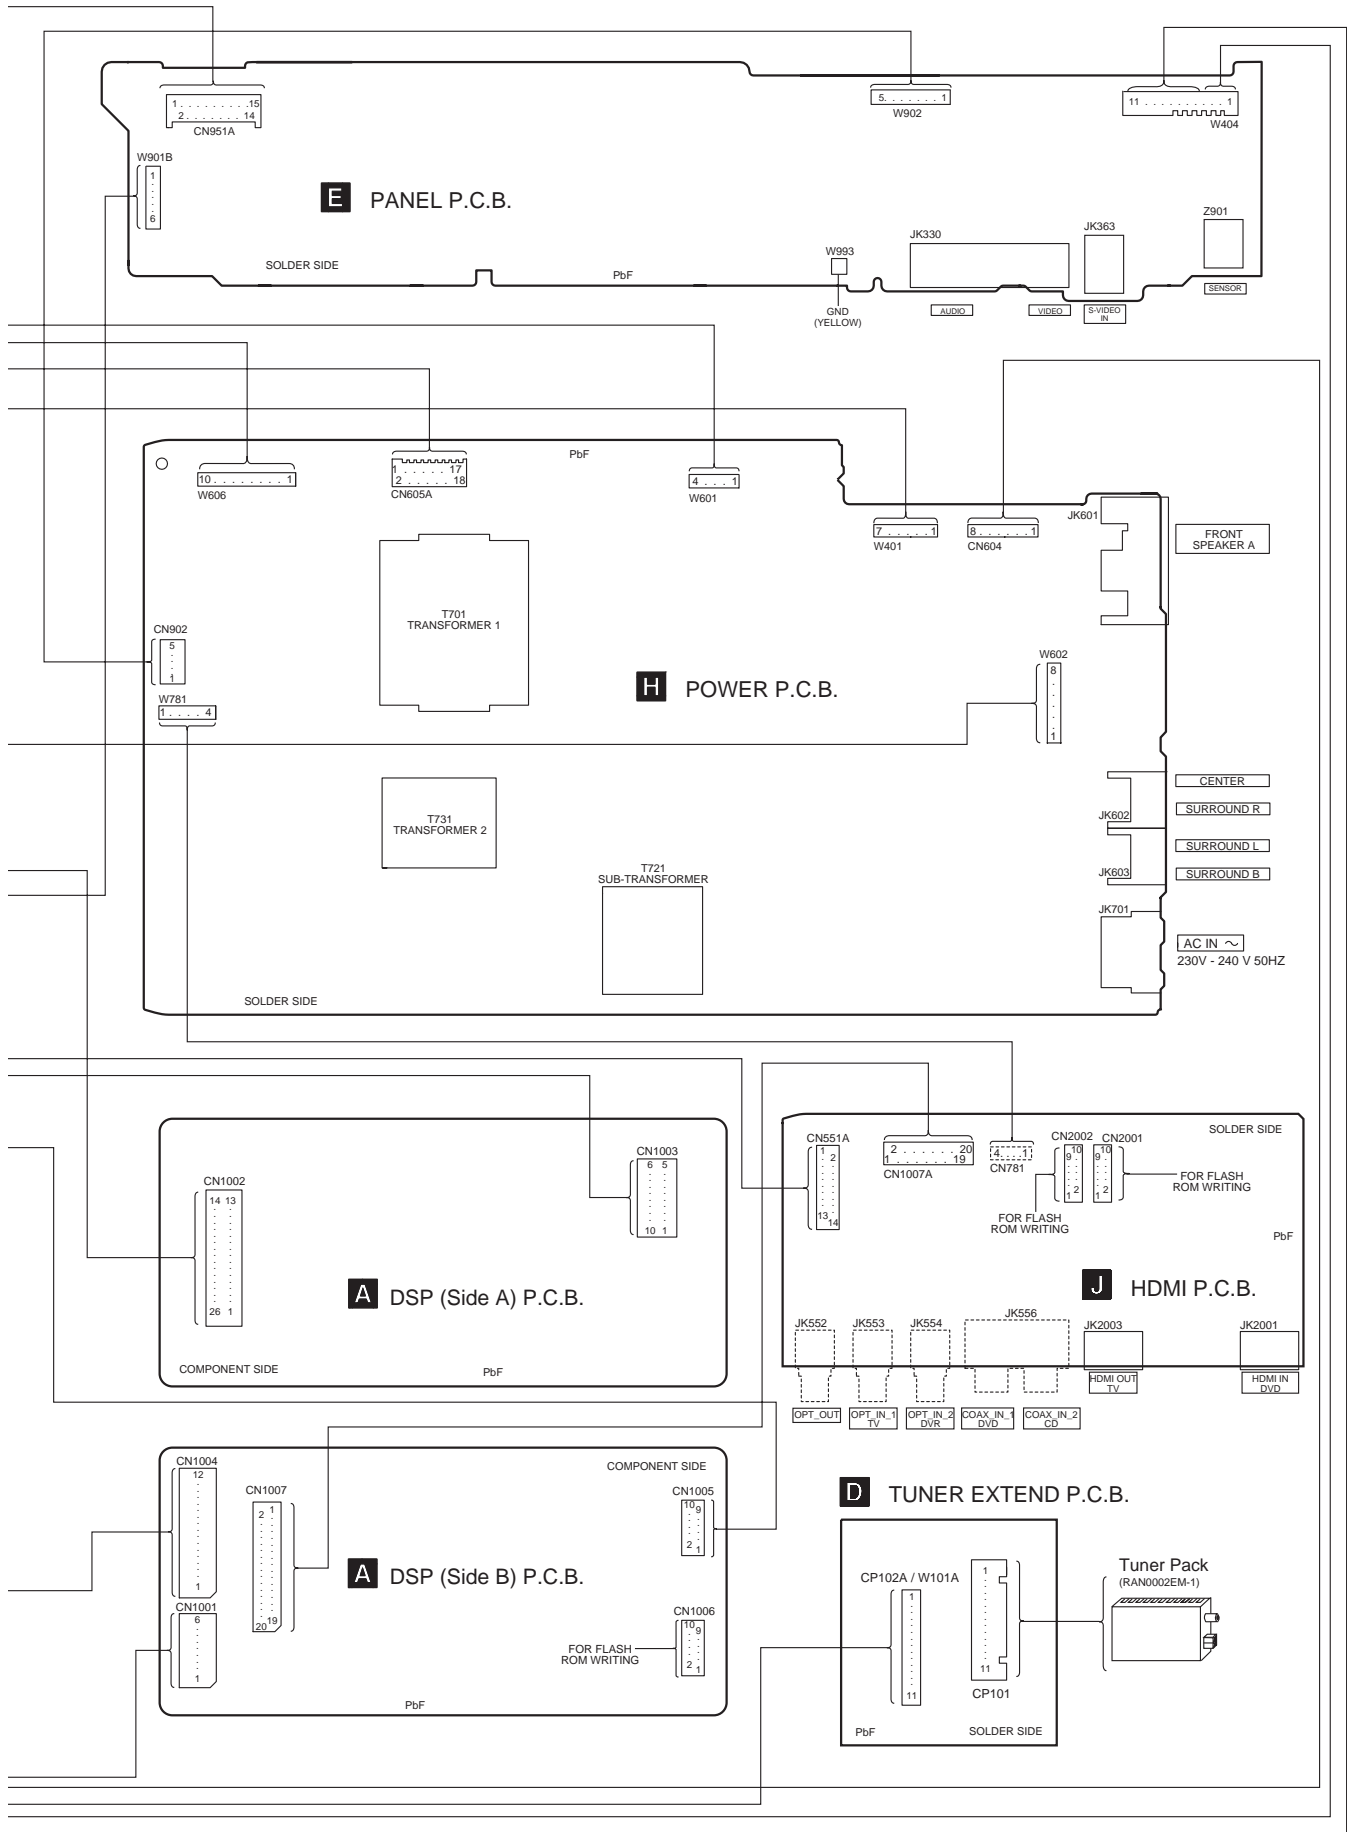 1 . . . . . . . . . 15
2 . . . . . . . 14
CN951A
5 . . . . . . . 1
W902
11 . . . . . . . . . . 1
W404
W901B
1
6
E PANEL P.C.B.
SOLDER SIDE
PbF
W993
GND
(YELLOW)
JK330
JK363
Z901
AUDIO
VIDEO
S-VIDEO
IN
SENSOR
PbF
10 . . . . . . . . 1
W606
1 . . . . . 17
2 . . . . . 18
CN605A
4 . . . 1
W601
7 . . . . . 1
W401
8 . . . . . . 1
CN604
JK601
FRONT
SPEAKER A
T701
TRANSFORMER 1
CN902
5
1
W781
1 . . . . 4
H POWER P.C.B.
W602
8
1
T731
TRANSFORMER 2
T721
SUB-TRANSFORMER
JK602
CENTER
SURROUND R
JK603
SURROUND L
SURROUND B
JK701
AC IN ~
230V - 240 V 50HZ
SOLDER SIDE
CN1002
14 13
26 1
CN1003
6 5
10 1
A DSP (Side A) P.C.B.
COMPONENT SIDE
PbF
CN551A
1
2
13
14
2 . . . . . . 20
1 . . . . . . 19
CN1007A
4 . . . 1
CN781
CN2002
10
9
2
1
CN2001
10
9
2
1
SOLDER SIDE
FOR FLASH
ROM WRITING
FOR FLASH
ROM WRITING
PbF
J HDMI P.C.B.
JK552
JK553
JK554
JK556
JK2003
JK2001
HDMI OUT
TV
HDMI IN
DVD
OPT_OUT
OPT_IN_1
TV
OPT_IN_2
DVR
COAX_IN_1
DVD
COAX_IN_2
CD
CN1004
12
1
CN1007
1
2
19
20
COMPONENT SIDE
CN1005
10
9
2
1
A DSP (Side B) P.C.B.
CN1001
6
1
CN1006
10
9
2
1
FOR FLASH
ROM WRITING
PbF
D TUNER EXTEND P.C.B.
CP102A / W101A
1
11
1
11
CP101
PbF
SOLDER SIDE
Tuner Pack
(RAN0002EM-1)